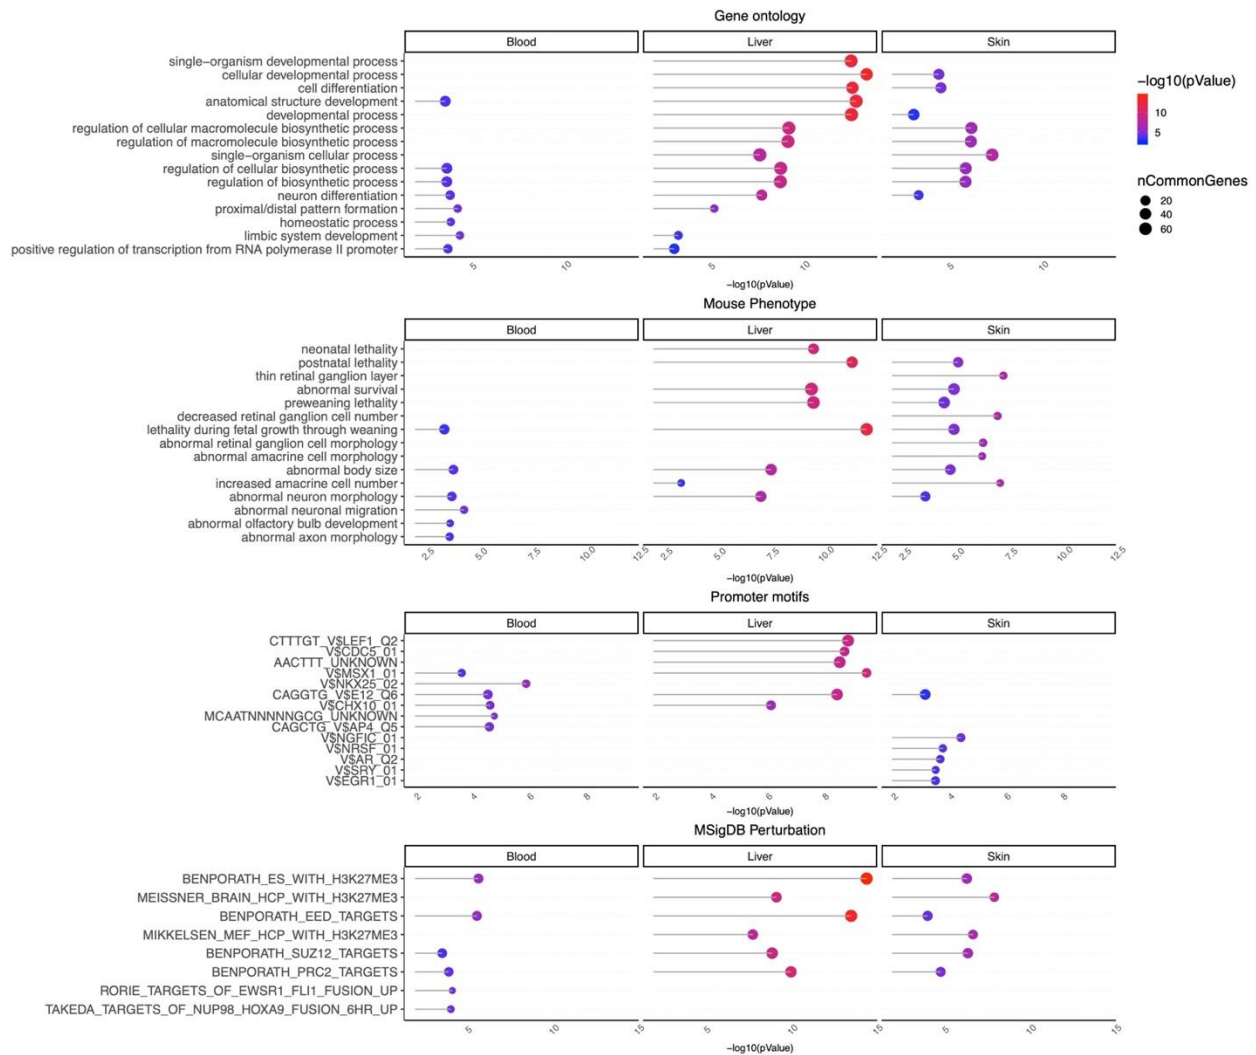 Gene ontology
Blood
Liver
Skin
single−organism developmental process
cellular developmental process
cell differentiation
anatomical structure development
developmental process
regulation of cellular macromolecule biosynthetic process
regulation of macromolecule biosynthetic process
single−organism cellular process
regulation of cellular biosynthetic process
regulation of biosynthetic process
neuron differentiation
proximal/distal pattern formation
homeostatic process
limbic system development
positive regulation of transcription from RNA polymerase II promoter
5 10 5 10 5 10
−log10(pValue)
−log10(pValue)
10
5
nCommonGenes
20
40
60
Mouse Phenotype
Blood
Liver
Skin
neonatal lethality
postnatal lethality
thin retinal ganglion layer
abnormal survival
preweaning lethality
decreased retinal ganglion cell number
lethality during fetal growth through weaning
abnormal retinal ganglion cell morphology
abnormal amacrine cell morphology
abnormal body size
increased amacrine cell number
abnormal neuron morphology
abnormal neuronal migration
abnormal olfactory bulb development
abnormal axon morphology
2.5 5.0 7.5 10.0 12.5 2.5 5.0 7.5 10.0 12.5 2.5 5.0 7.5 10.0 12.5
−log10(pValue)
Promoter motifs
Blood
Liver
Skin
CTTTGT_V$LEF1_Q2
V$CDC5_01
AACTTT_UNKNOWN
V$MSX1_01
V$NKX25_02
CAGGTG_V$E12_Q6
V$CHX10_01
MCAATNNNNNGCG_UNKNOWN
CAGCTG_V$AP4_Q5
V$NGFIC_01
V$NRSF_01
V$AR_Q2
V$SRY_01
V$EGR1_01
2 4 6 8 2 4 6 8 2 4 6 8
−log10(pValue)
MSigDB Perturbation
Blood
Liver
Skin
BENPORATH_ES_WITH_H3K27ME3
MEISSNER_BRAIN_HCP_WITH_H3K27ME3
BENPORATH_EED_TARGETS
MIKKELSEN_MEF_HCP_WITH_H3K27ME3
BENPORATH_SUZ12_TARGETS
BENPORATH_PRC2_TARGETS
RORIE_TARGETS_OF_EWSR1_FLI1_FUSION_UP
TAKEDA_TARGETS_OF_NUP98_HOXA9_FUSION_6HR_UP
5 10 15 5 10 15 5 10 15
−log10(pValue)